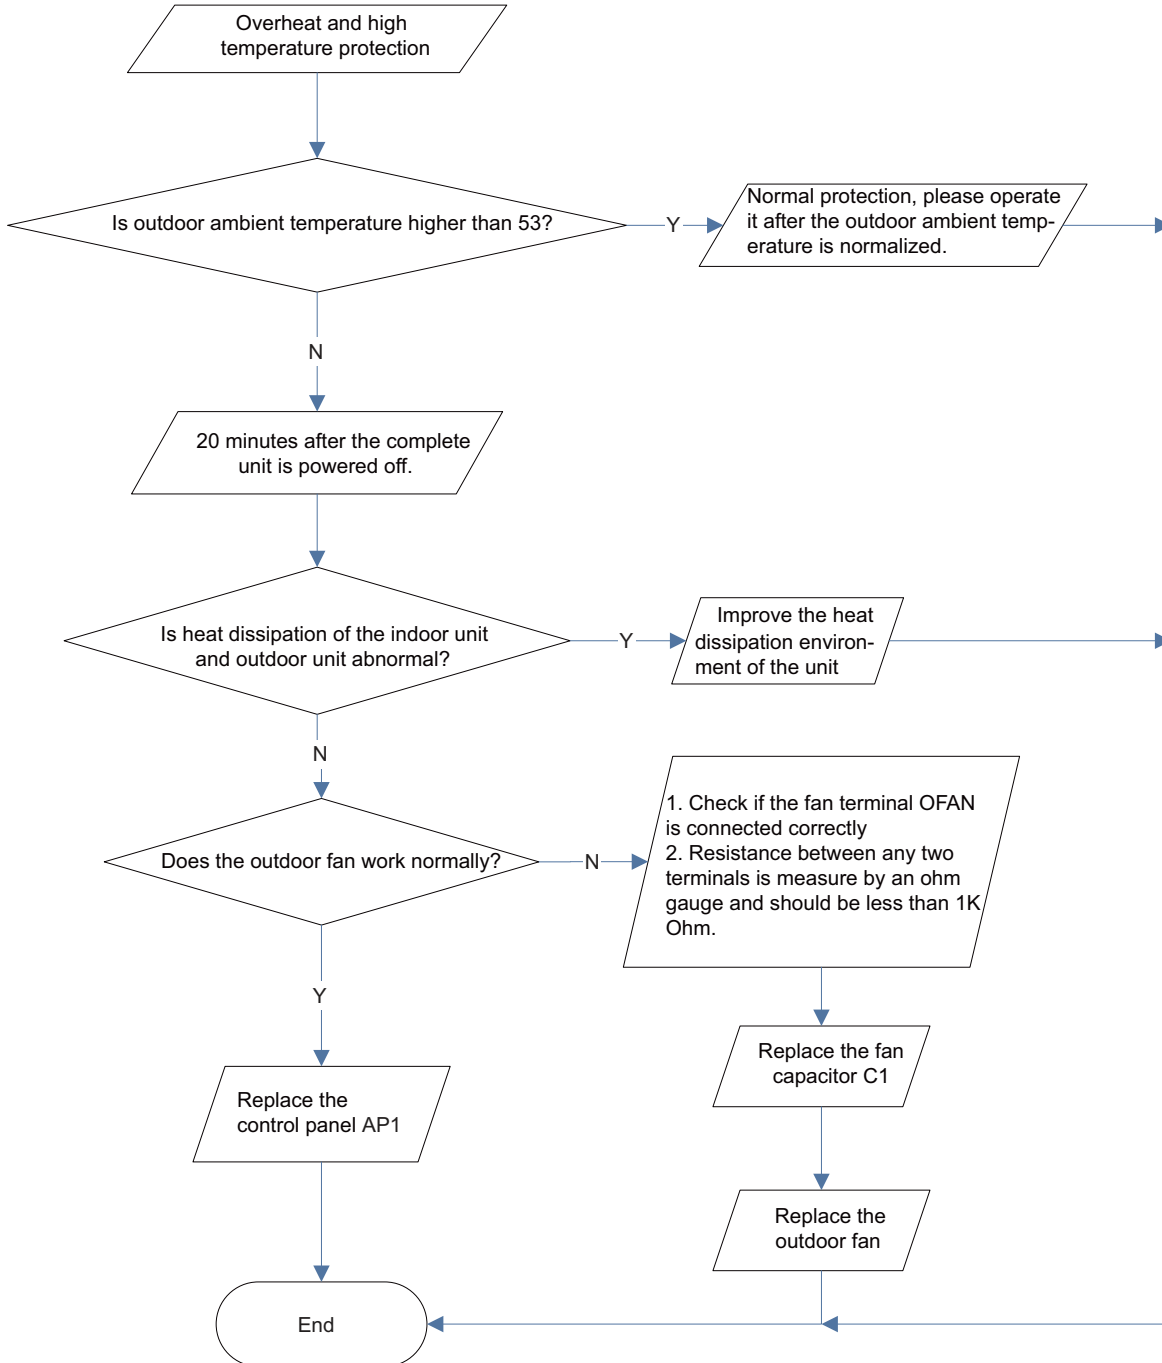 Overheat and high
temperature protection
Is outdoor ambient temperature higher than 53?
Y
Normal protection, please operate
it after the outdoor ambient temp-
erature is normalized.
N
20 minutes after the complete
unit is powered off.
Is heat dissipation of the indoor unit
and outdoor unit abnormal?
Y
Improve the heat
dissipation environ-
ment of the unit
N
Does the outdoor fan work normally?
N
1. Check if the fan terminal OFAN
is connected correctly
2. Resistance between any two
terminals is measure by an ohm
gauge and should be less than 1K
Ohm.
Y
Replace the fan
capacitor C1
Replace the
control panel AP1
Replace the
outdoor fan
End